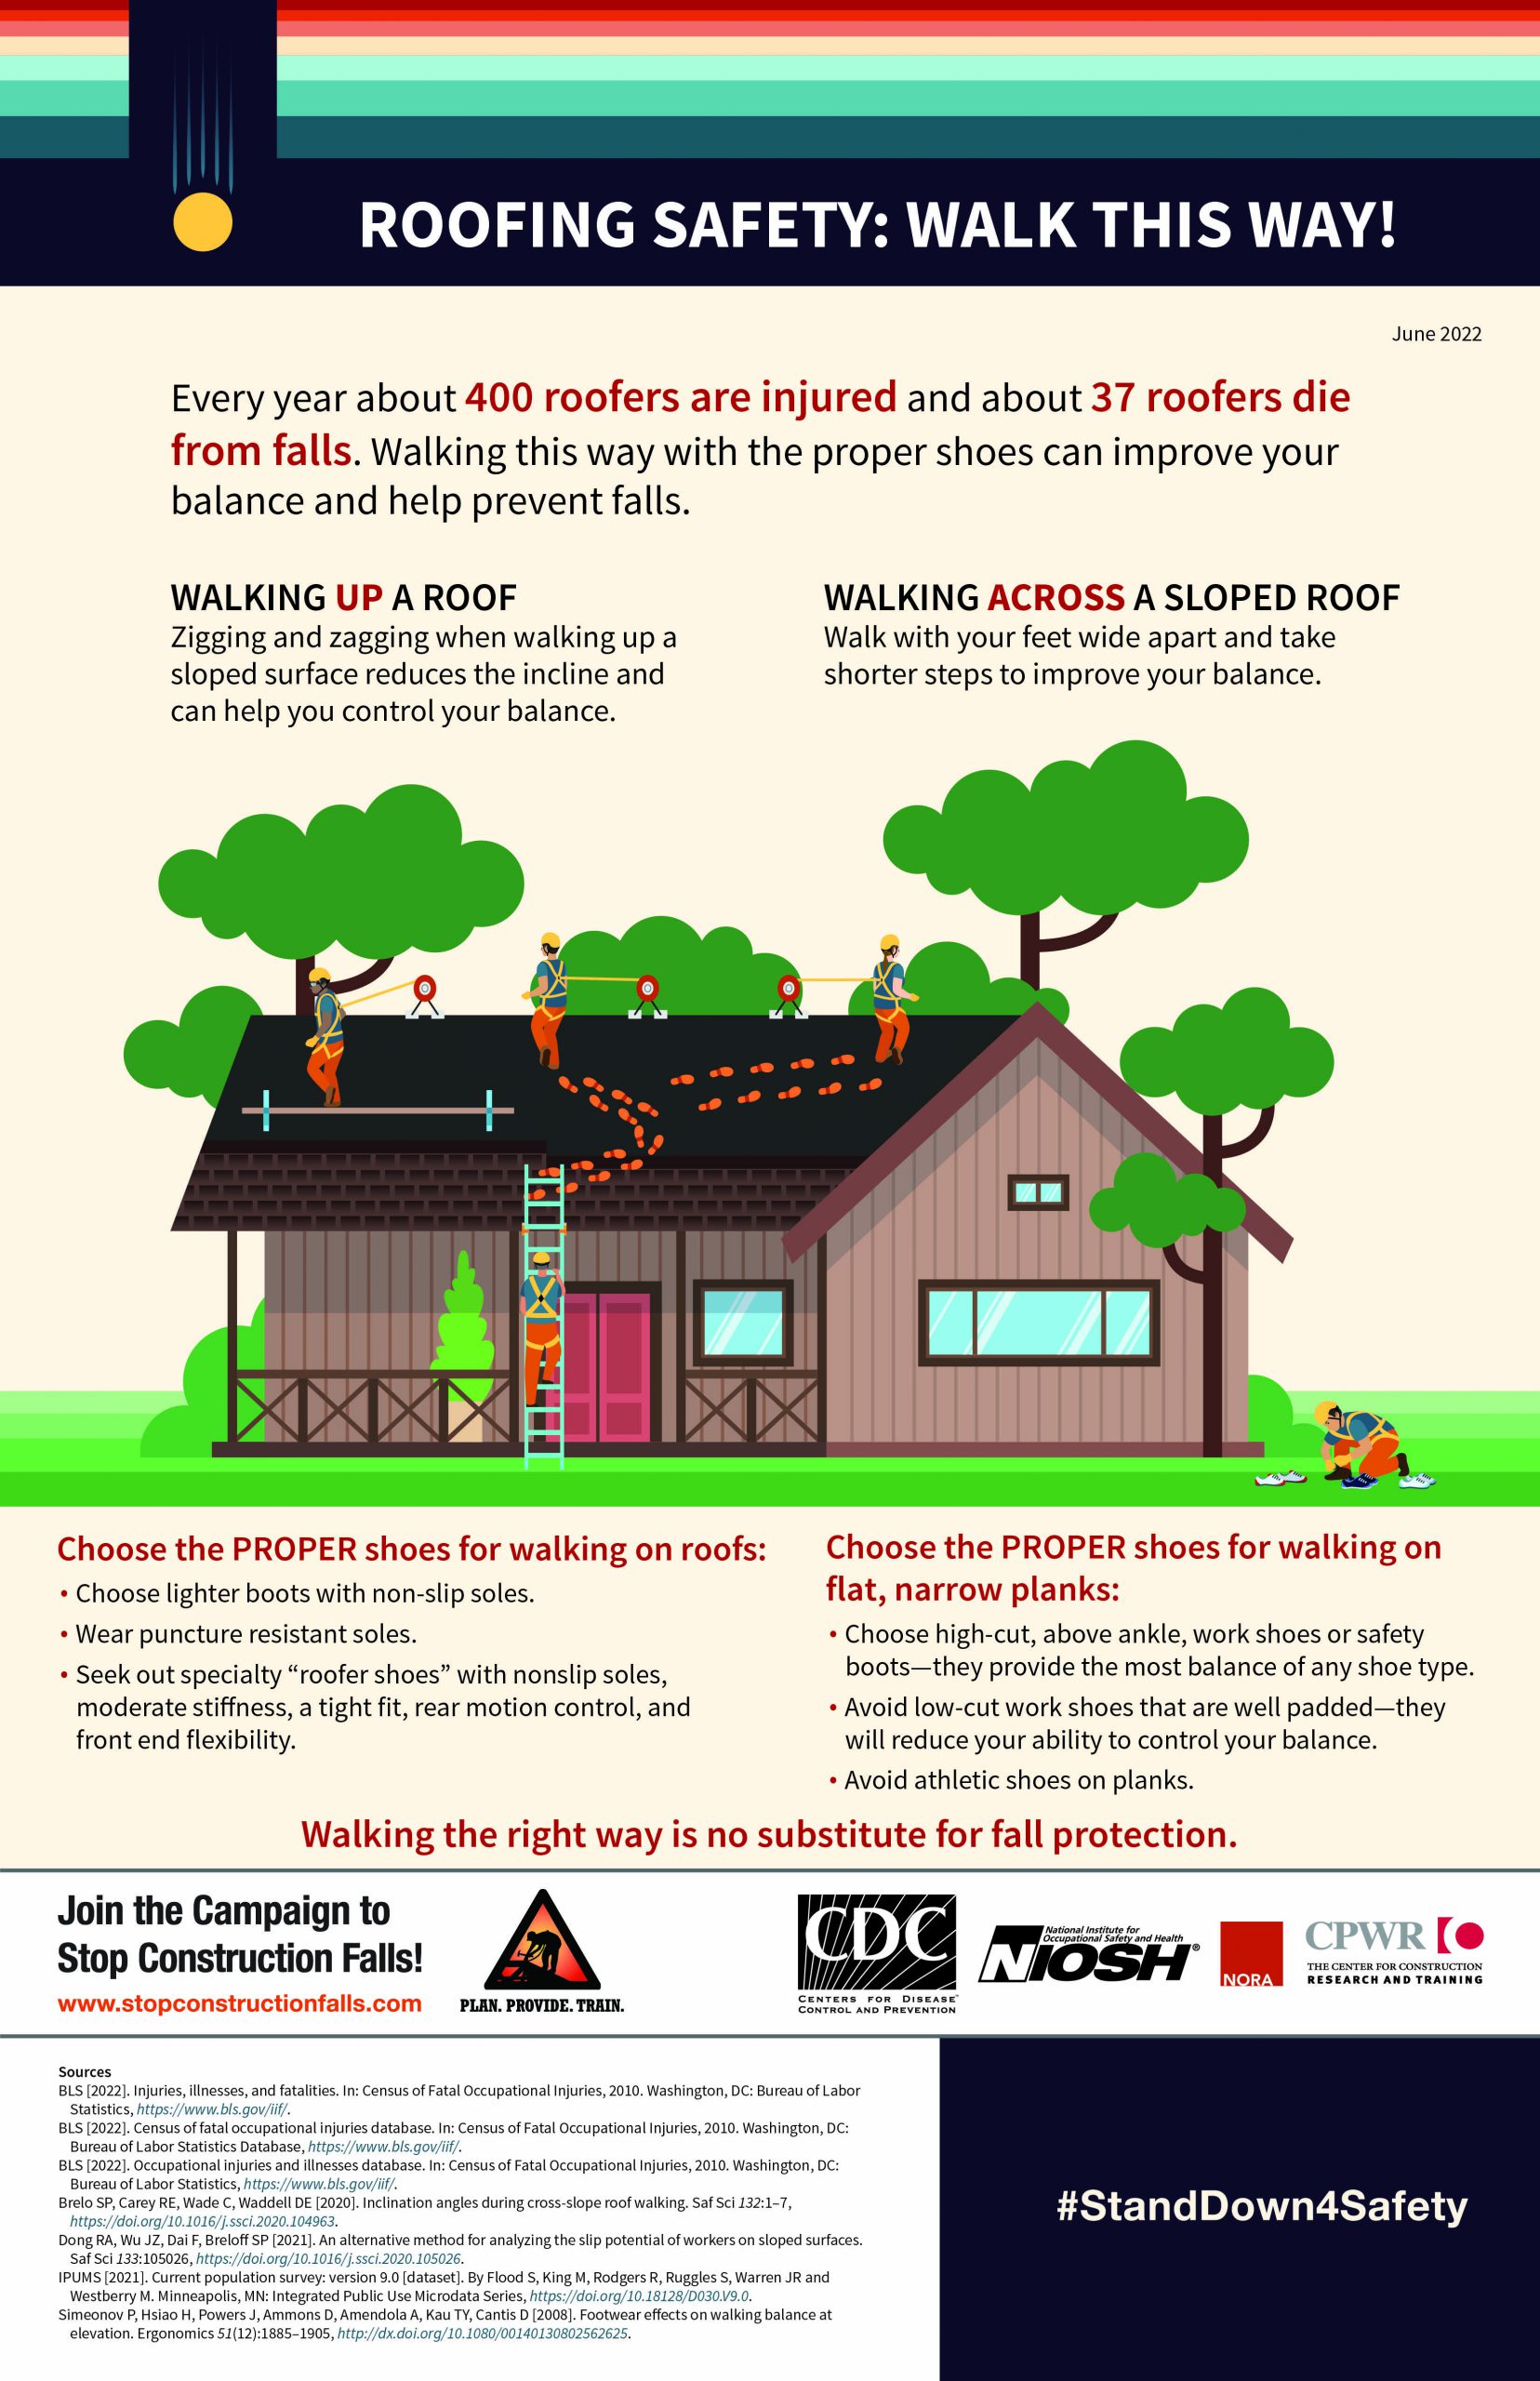 ROOFING SAFETY: WALK THIS WAY!
June 2022
Every year about 400 roofers are injured and about 37 roofers die
from falls. Walking this way with the proper shoes can improve your
balance and help prevent falls.
WALKING UP A ROOF
Zigging and zagging when walking up a
sloped surface reduces the incline and
can help you control your balance.
WALKING ACROSS A SLOPED ROOF
Walk with your feet wide apart and take
shorter steps to improve your balance.
Choose the PROPER shoes for walking on roofs:
• Choose lighter boots with non-slip soles.
• Wear puncture resistant soles.
• Seek out specialty “roofer shoes” with nonslip soles,
moderate stiffness, a tight fit, rear motion control, and
front end flexibility.
Choose the PROPER shoes for walking on
flat, narrow planks:
• Choose high-cut, above ankle, work shoes or safety
boots—they provide the most balance of any shoe type.
• Avoid low-cut work shoes that are well padded—they
will reduce your ability to control your balance.
• Avoid athletic shoes on planks.
Walking the right way is no substitute for fall protection.
Join the Campaign to
Stop Construction Falls!
www.stopconstructionfalls.com
PLAN. PROVIDE. TRAIN.
CDC
CENTERS FOR DISEASE™
CONTROL AND PREVENTION
National Institute for
Occupational Safety and Health
NIOSH®
NORA
CPWR
THE CENTER FOR CONSTRUCTION
RESEARCH AND TRAINING
Sources
BLS [2022]. Injuries, illnesses, and fatalities. In: Census of Fatal Occupational Injuries, 2010. Washington, DC: Bureau of Labor
Statistics, https://www.bls.gov/iif/.
BLS [2022]. Census of fatal occupational injuries database. In: Census of Fatal Occupational Injuries, 2010. Washington, DC:
Bureau of Labor Statistics Database, https://www.bls.gov/iif/.
BLS [2022]. Occupational injuries and illnesses database. In: Census of Fatal Occupational Injuries, 2010. Washington, DC:
Bureau of Labor Statistics, https://www.bls.gov/iif/.
Brelo SP, Carey RE, Wade C, Waddell DE [2020]. Inclination angles during cross-slope roof walking. Saf Sci 132:1–7,
https://doi.org/10.1016/j.ssci.2020.104963.
Dong RA, Wu JZ, Dai F, Breloff SP [2021]. An alternative method for analyzing the slip potential of workers on sloped surfaces.
Saf Sci 133:105026, https://doi.org/10.1016/j.ssci.2020.105026.
IPUMS [2021]. Current population survey: version 9.0 [dataset]. By Flood S, King M, Rodgers R, Ruggles S, Warren JR and
Westberry M. Minneapolis, MN: Integrated Public Use Microdata Series, https://doi.org/10.18128/D030.V9.0.
Simeonov P, Hsiao H, Powers J, Ammons D, Amendola A, Kau TY, Cantis D [2008]. Footwear effects on walking balance at
elevation. Ergonomics 51(12):1885–1905, http://dx.doi.org/10.1080/00140130802562625.
#StandDown4Safety